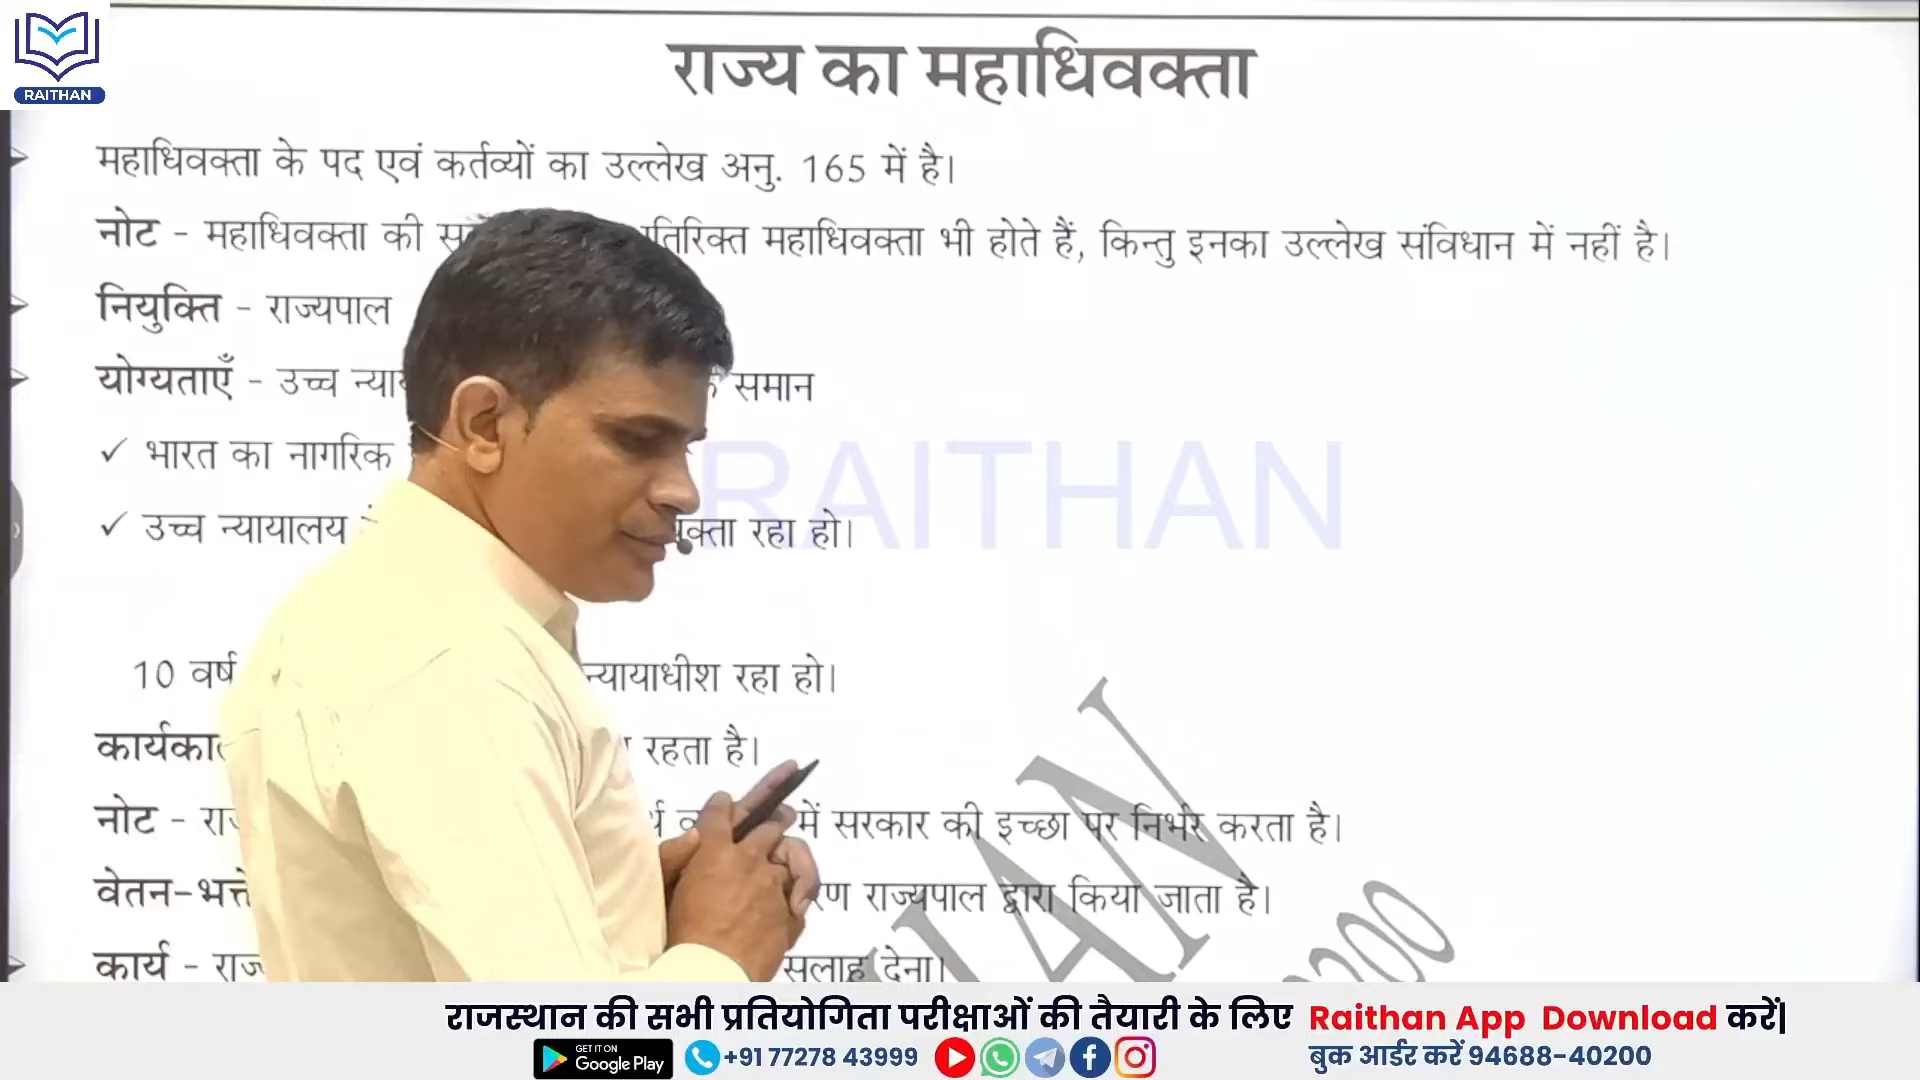 RAITHAN
राज्य का महाधिवक्ता
महाधिवक्ता के पद एवं कर्तव्यों का उल्लेख अनु. 165 में है।
नोट - महाधिवक्ता की महाधिवक्ता भी होते हैं, किन्तु इनका उल्लेख संविधान में नहीं है।
नियुक्ति - राज्यपाल
योग्यताएँ - उच्च समान
✓ भारत का नागरिक
RAITHAN
✓ उच्च न्यायालय रहा हो।
10 वर्ष न्यायाधीश रहा हो।
रहता है।
नोट - में सरकार की इच्छा पर निर्भर करता है।
वेतन-भत्ते राज्यपाल द्वारा किया जाता है।
कार्य - सलाह देना।
राजस्थान की सभी प्रतियोगिता परीक्षाओं की तैयारी के लिए Raithan App Download करें|
GET IT ON
Google Play
+91 77278 43999
बुक आर्डर करें 94688-40200